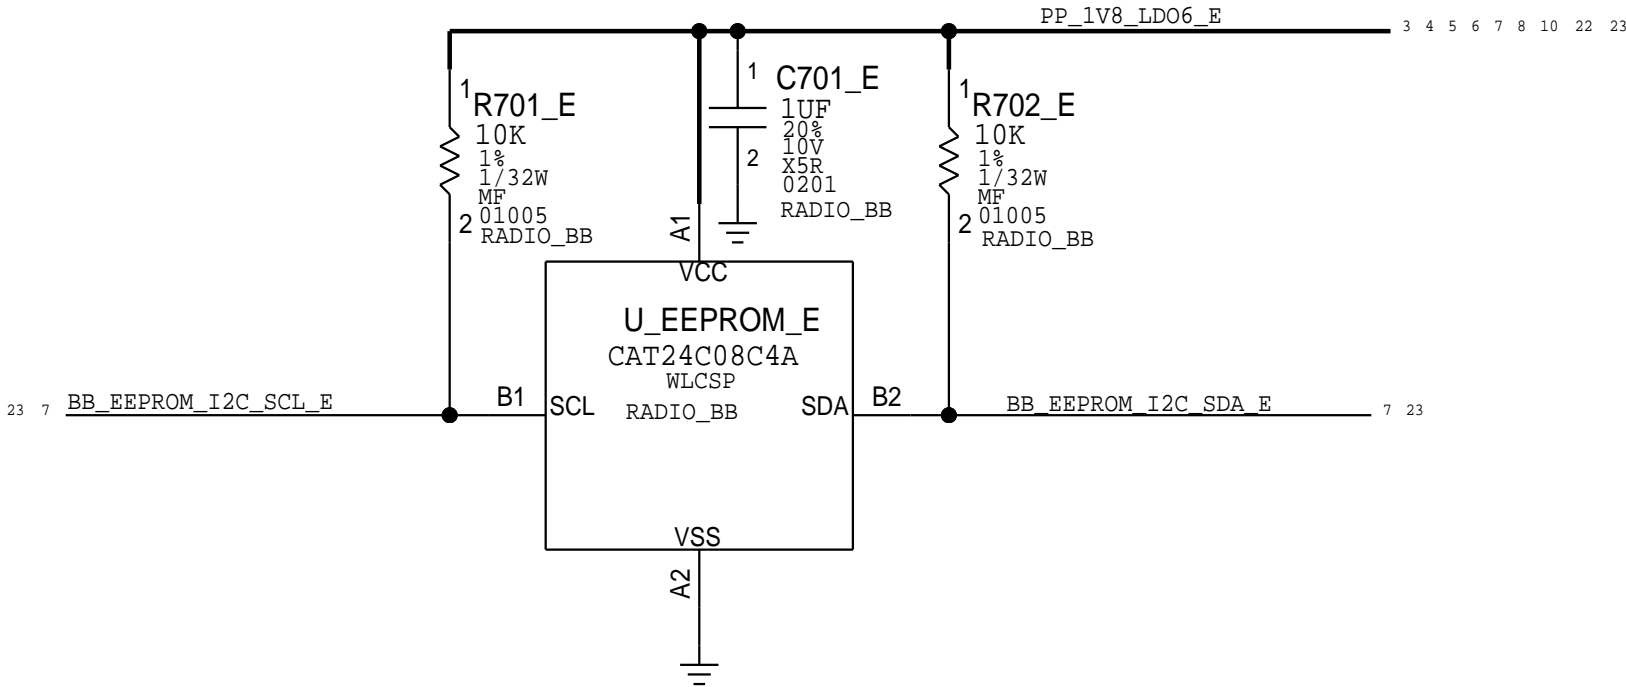 PP_1V8_LDO6_E
3 4 5 6 7 8 10 22 23
1
R701_E
10K
1%
1/32W
MF
01005
2
RADIO_BB
1
C701_E
1UF
20%
10V
2
X5R
0201
RADIO_BB
1
R702_E
10K
1%
1/32W
MF
01005
2
RADIO_BB
A1
VCC
U_EEPROM_E
CAT24C08C4A
WLCSP
RADIO_BB
23 7 BB_EEPROM_I2C_SCL_E
B1
SCL
SDA
B2
BB_EEPROM_I2C_SDA_E
7 23
VSS
A2